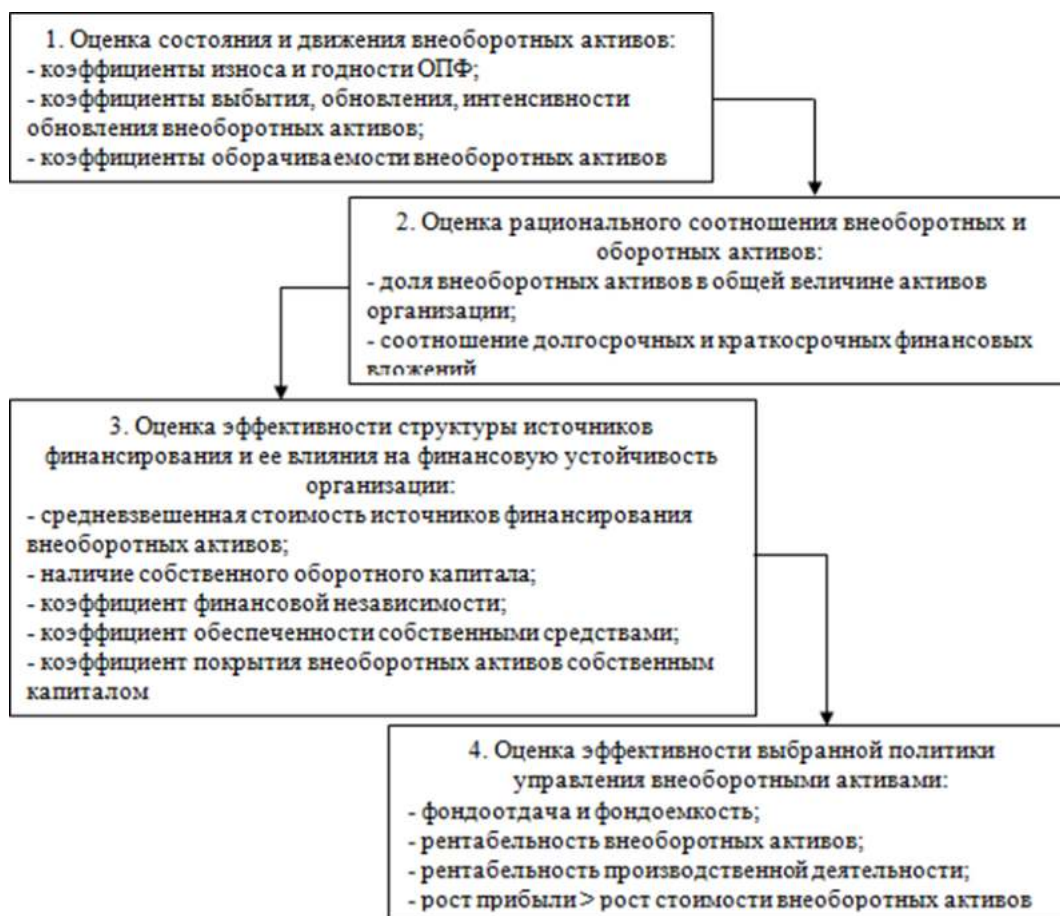 1. Оценка состояния и движения внеоборотных активов:
- коэффициенты износа и годности ОПФ;
- коэффициенты выбытия, обновления, интенсивности
обновления внеоборотных активов;
- коэффициенты оборачиваемости внеоборотных активов
2. Оценка рационального соотношения внеоборотных и
оборотных активов:
- доля внеоборотных активов в общей величине активов
организации;
- соотношение долгосрочных и краткосрочных финансовых
вложений
3. Оценка эффективности структуры источников
финансирования и ее влияния на финансовую устойчивость
организации:
- средневзвешенная стоимость источников финансирования
внеоборотных активов;
- наличие собственного оборотного капитала;
- коэффициент финансовой независимости;
- коэффициент обеспеченности собственными средствами;
- коэффициент покрытия внеоборотных активов собственным
капиталом
4. Оценка эффективности выбранной политики
управления внеоборотными активами:
- фондоотдача и фондоемкость;
- рентабельность внеоборотных активов;
- рентабельность производственной деятельности;
- рост прибыли > рост стоимости внеоборотных активов